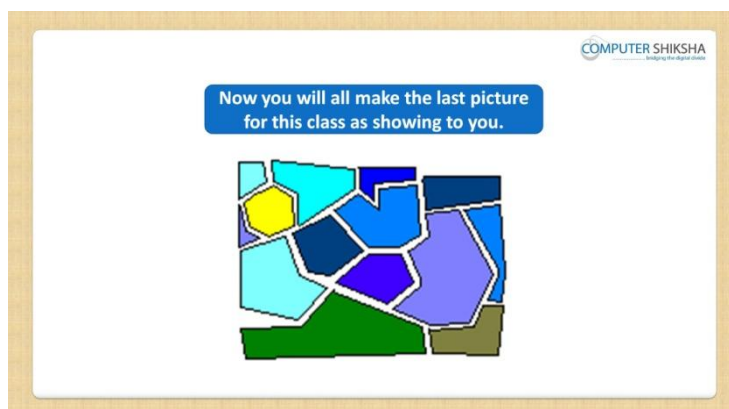 COMPUTER SHIKSHA
bridging the digital divide
Now you will all make the last picture
for this class as showing to you.